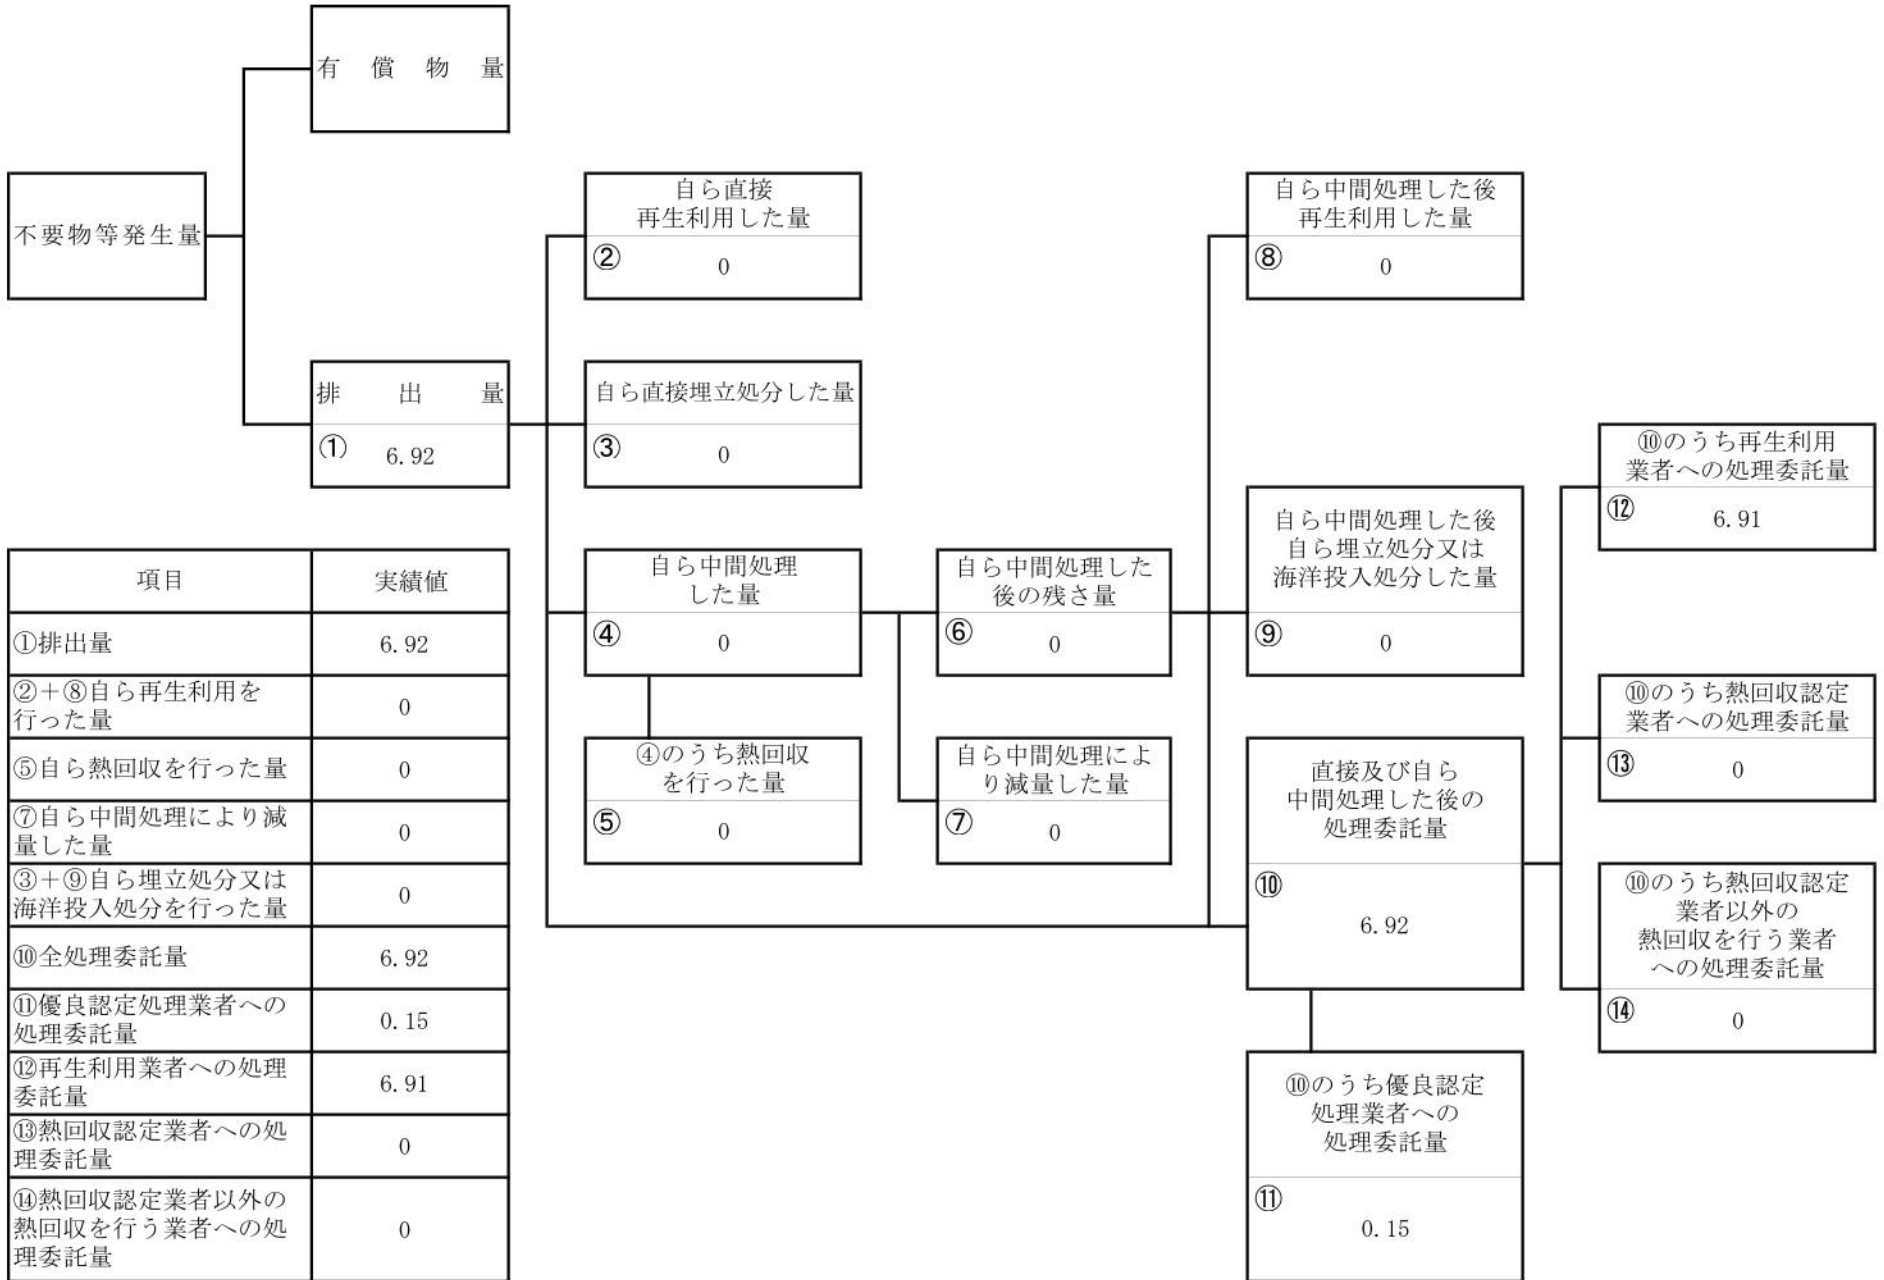 有償物量
不要物等発生量
排出量
① 6.92
自ら直接
再生利用した量
② 0
自ら直接埋立処分した量
③ 0
自ら中間処理
した量
④ 0
④のうち熱回収
を行った量
⑤ 0
自ら中間処理した
後の残さ量
⑥ 0
自ら中間処理によ
り減量した量
⑦ 0
自ら中間処理した後
再生利用した量
⑧ 0
自ら中間処理した後
自ら埋立処分又は
海洋投入処分した量
⑨ 0
直接及び自ら
中間処理した後の
処理委託量
⑩
6.92
⑩のうち優良認定
処理業者への
処理委託量
⑪
0.15
⑩のうち再生利用
業者への処理委託量
⑫ 6.91
⑩のうち熱回収認定
業者への処理委託量
⑬ 0
⑩のうち熱回収認定
業者以外の
熱回収を行う業者
への処理委託量
⑭ 0
項目 実績値
①排出量 6.92
②＋⑧自ら再生利用を
行った量 0
⑤自ら熱回収を行った量 0
⑦自ら中間処理により減
量した量 0
③＋⑨自ら埋立処分又は
海洋投入処分を行った量 0
⑩全処理委託量 6.92
⑪優良認定処理業者への
処理委託量 0.15
⑫再生利用業者への処理
委託量 6.91
⑬熱回収認定業者への処
理委託量 0
⑭熱回収認定業者以外の
熱回収を行う業者への処
理委託量 0